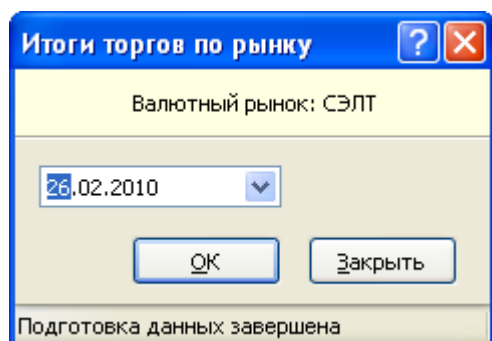 Итоги торгов по рынку
?
Валютный рынок: СЭЛТ
26.02.2010
OK
Закрыть
Подготовка данных завершена